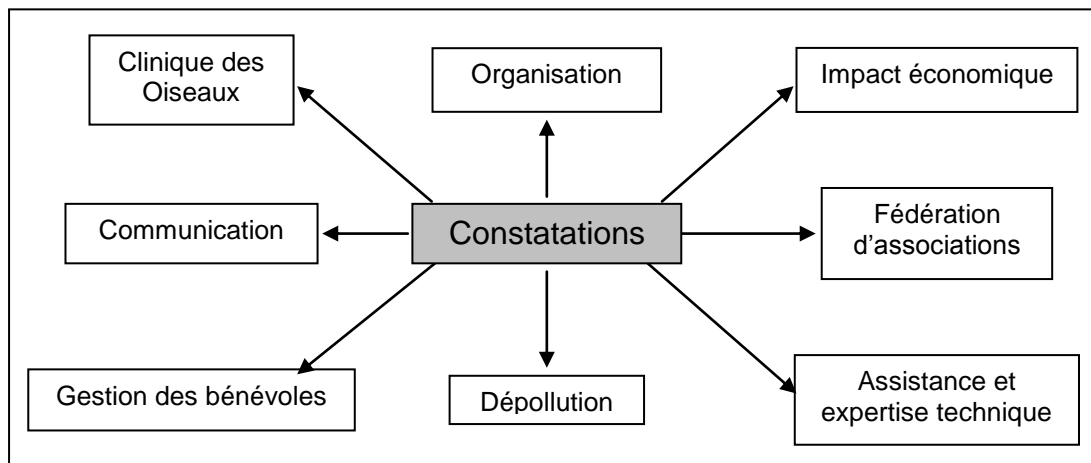 Clinique des
Oiseaux
Organisation
Impact économique
Communication
Constatations
Fédération
d’associations
Gestion des bénévoles
Dépollution
Assistance et
expertise technique